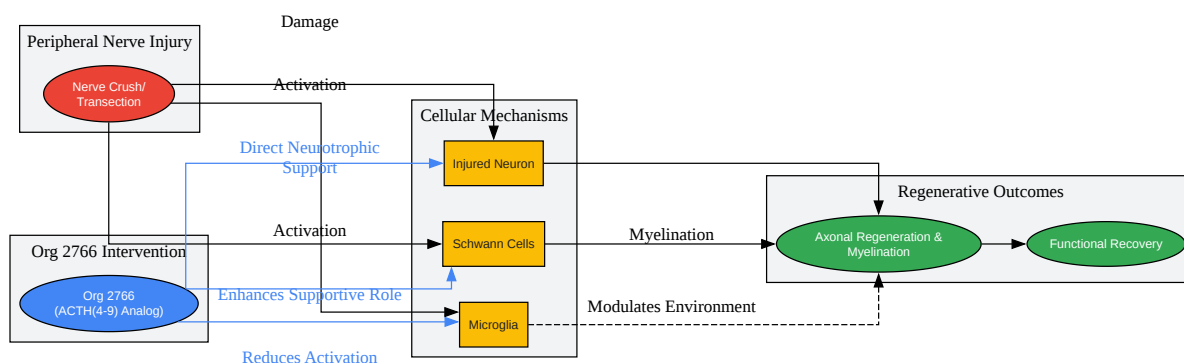 Damage
Peripheral Nerve Injury
Nerve Crush/
Transection
Activation
Cellular Mechanisms
Direct Neurotrophic
Support
Injured Neuron
Regenerative Outcomes
Activation
Schwann Cells
Myelination
Axonal Regeneration &
Myelination
Functional Recovery
Org 2766 Intervention
Org 2766
(ACTH(4-9) Analog)
Enhances Supportive Role
Microglia
Modulates Environment
Reduces Activation